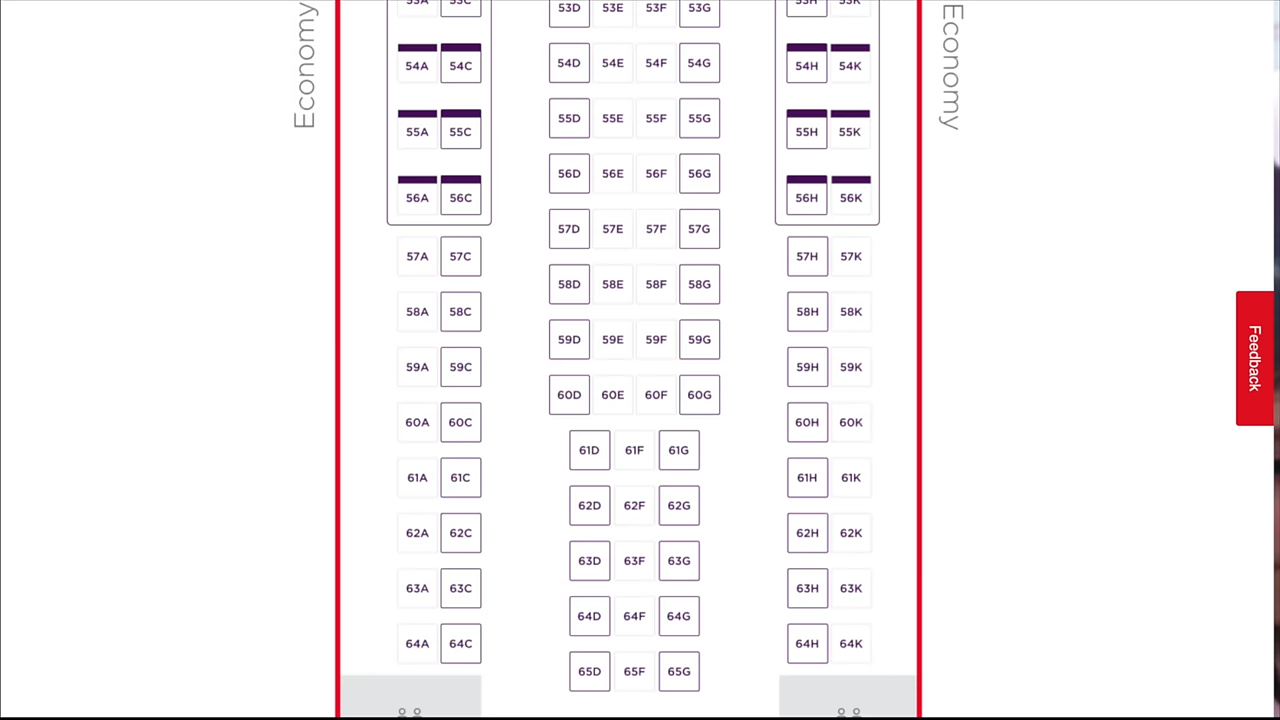 Economy
Economy
53A 53C 53D 53E 53F 53G 53H 53K
54A 54C 54D 54E 54F 54G 54H 54K
55A 55C 55D 55E 55F 55G 55H 55K
56A 56C 56D 56E 56F 56G 56H 56K
57A 57C 57D 57E 57F 57G 57H 57K
58A 58C 58D 58E 58F 58G 58H 58K
59A 59C 59D 59E 59F 59G 59H 59K
60A 60C 60D 60E 60F 60G 60H 60K
61A 61C 61D 61F 61G 61H 61K
62A 62C 62D 62F 62G 62H 62K
63A 63C 63D 63F 63G 63H 63K
64A 64C 64D 64F 64G 64H 64K
65D 65F 65G
Feedback